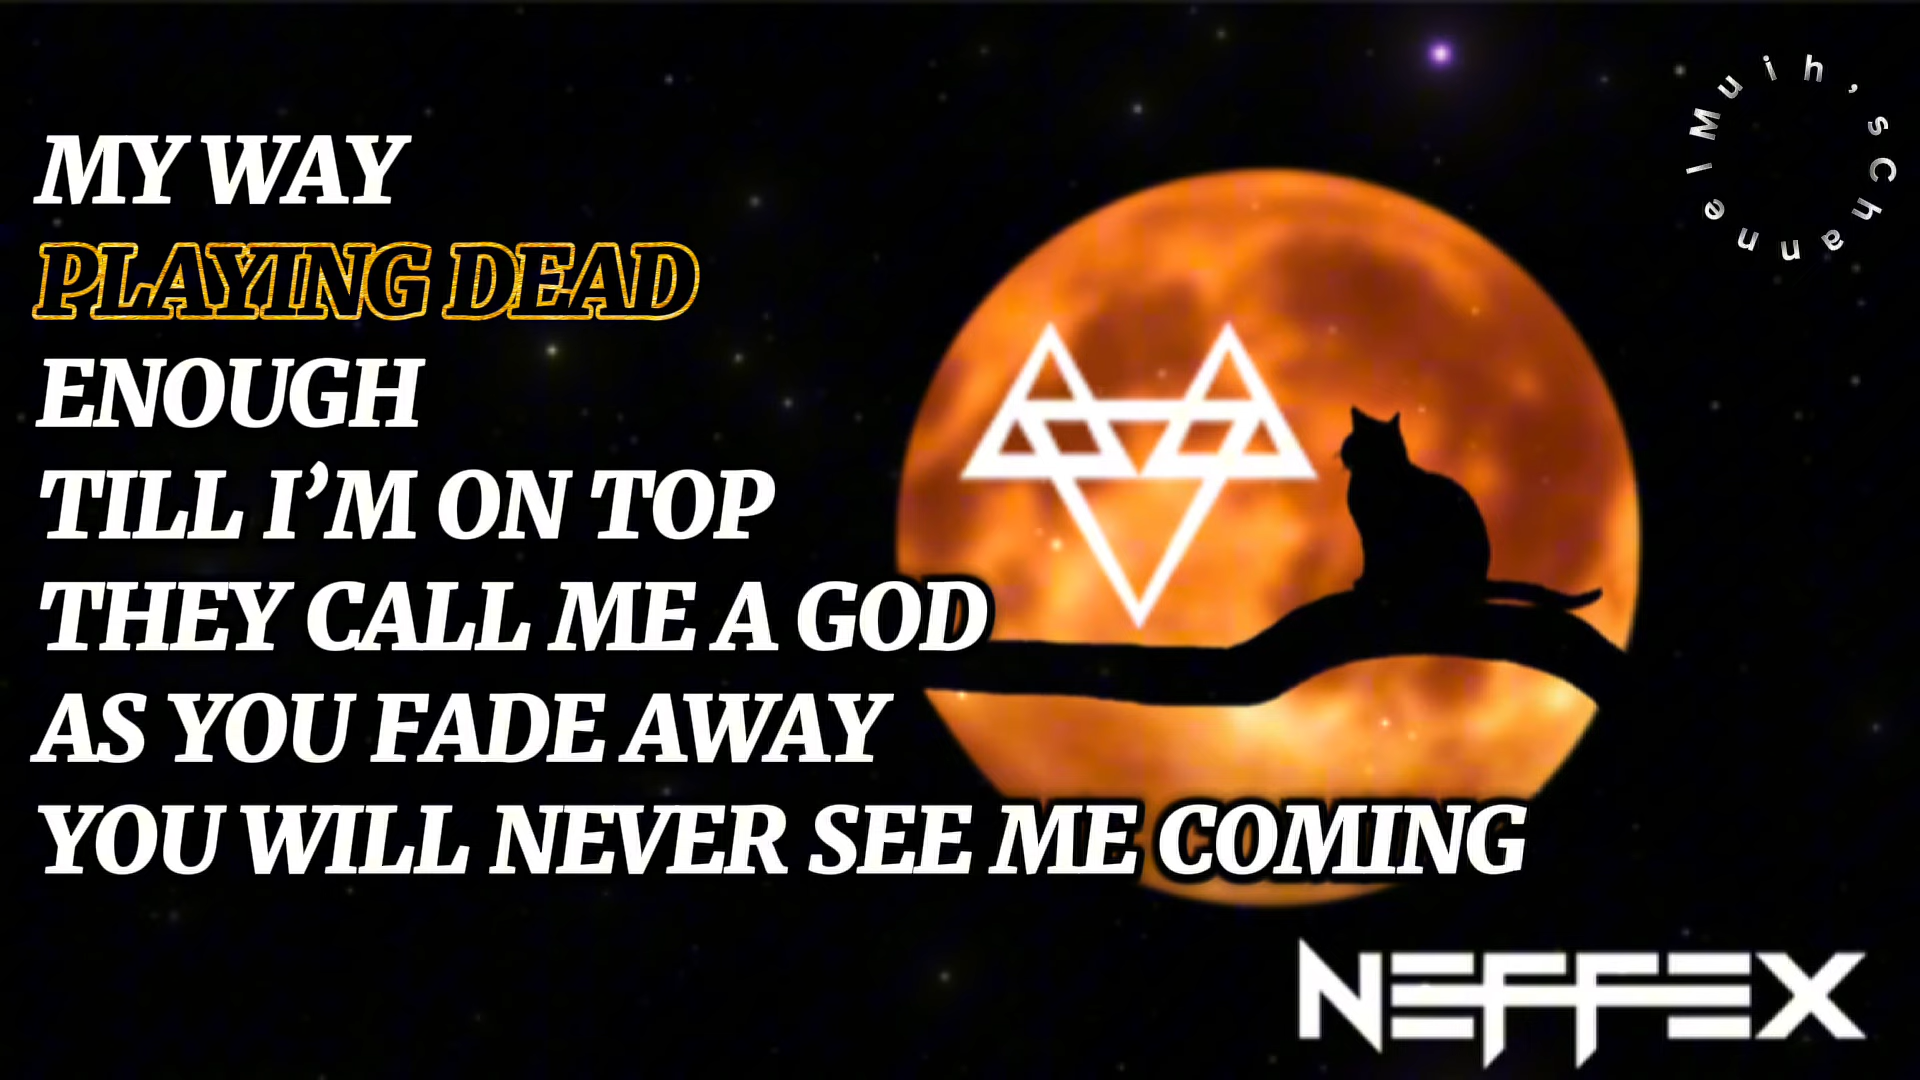 MY WAY
PLAYING DEAD
ENOUGH
TILL I’M ON TOP
THEY CALL ME A GOD
AS YOU FADE AWAY
YOU WILL NEVER SEE ME COMING
Muih’sChannel
NEFFEX